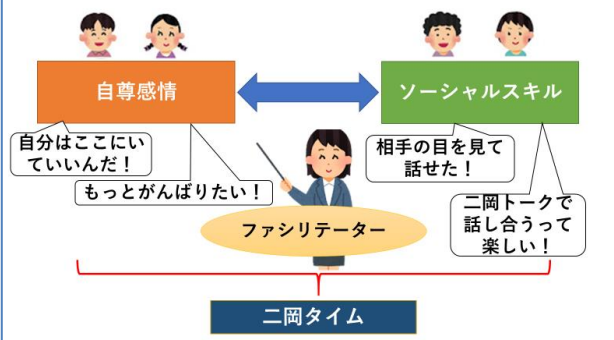 自尊感情
ソーシャルスキル
自分はここにい
ていいんだ!
もっとがんばりたい!
相手の目を見て
話せた!
二岡トークで
話し合うって
楽しい!
ファシリテーター
二岡タイム